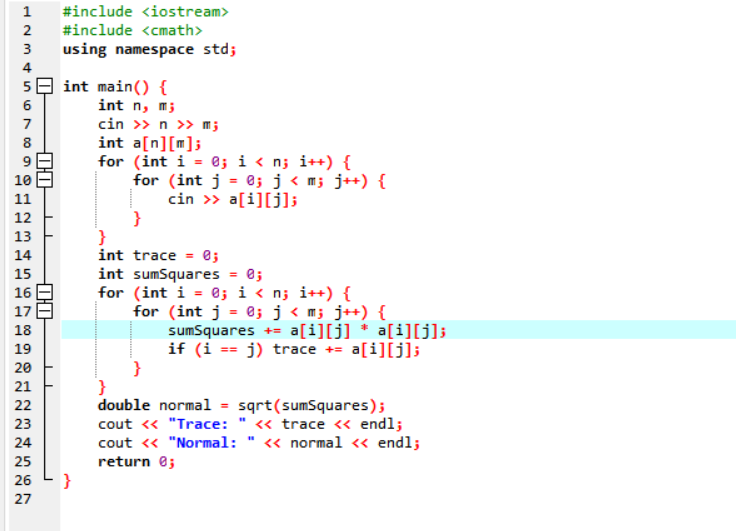 1 #include <iostream>
2 #include <cmath>
3 using namespace std;
4
5 int main() {
6 int n, m;
7 cin >> n >> m;
8 int a[n][m];
9 for (int i = 0; i < n; i++) {
10 for (int j = 0; j < m; j++) {
11 cin >> a[i][j];
12 }
13 }
14 int trace = 0;
15 int sumSquares = 0;
16 for (int i = 0; i < n; i++) {
17 for (int j = 0; j < m; j++) {
18 sumSquares += a[i][j] * a[i][j];
19 if (i == j) trace += a[i][j];
20 }
21 }
22 double normal = sqrt(sumSquares);
23 cout << "Trace: " << trace << endl;
24 cout << "Normal: " << normal << endl;
25 return 0;
26 }
27